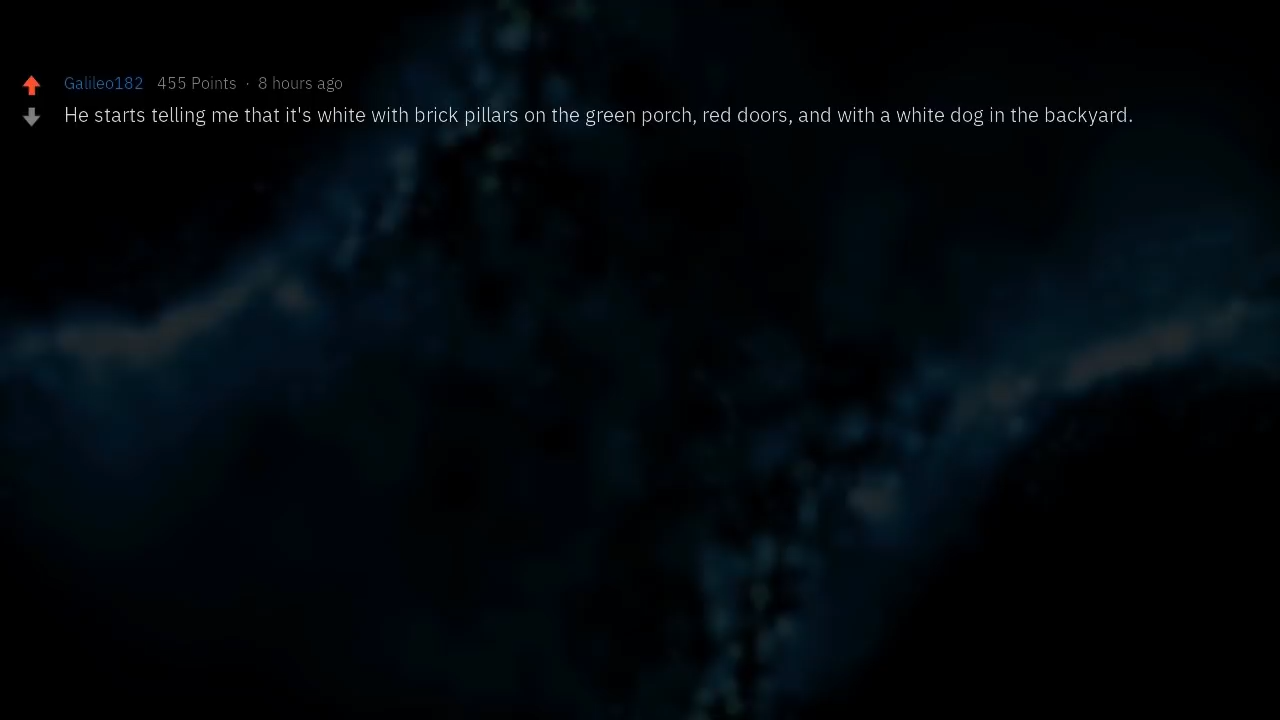 Galileo182 455 Points · 8 hours ago
He starts telling me that it's white with brick pillars on the green porch, red doors, and with a white dog in the backyard.